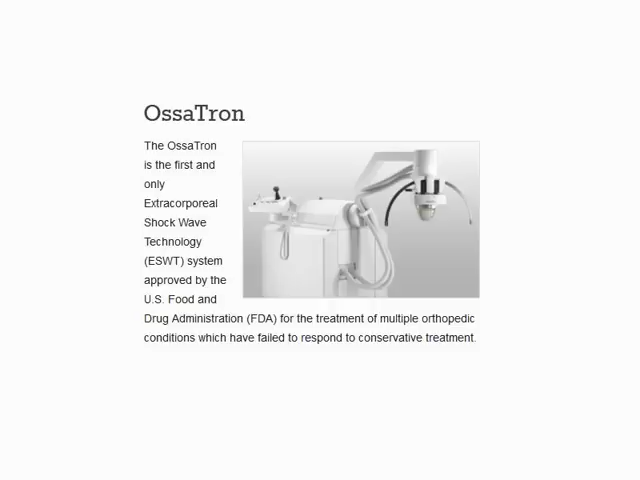 OssaTron
The OssaTron
is the first and
only
Extracorporeal
Shock Wave
Technology
(ESWT) system
approved by the
U.S. Food and
Drug Administration (FDA) for the treatment of multiple orthopedic
conditions which have failed to respond to conservative treatment.